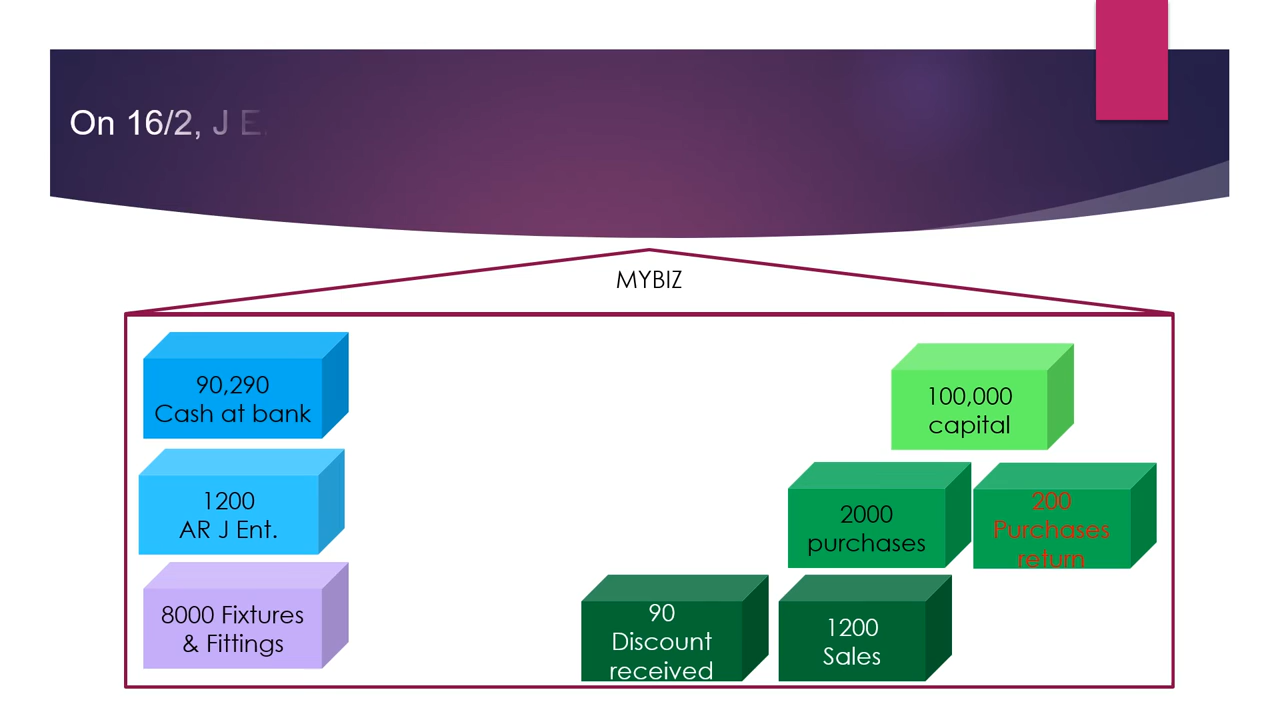 On 16/2, J E.
MYBIZ
90,290
Cash at bank
100,000
capital
1200
AR J Ent.
2000
purchases
200
Purchases
return
8000 Fixtures
& Fittings
90
Discount
received
1200
Sales